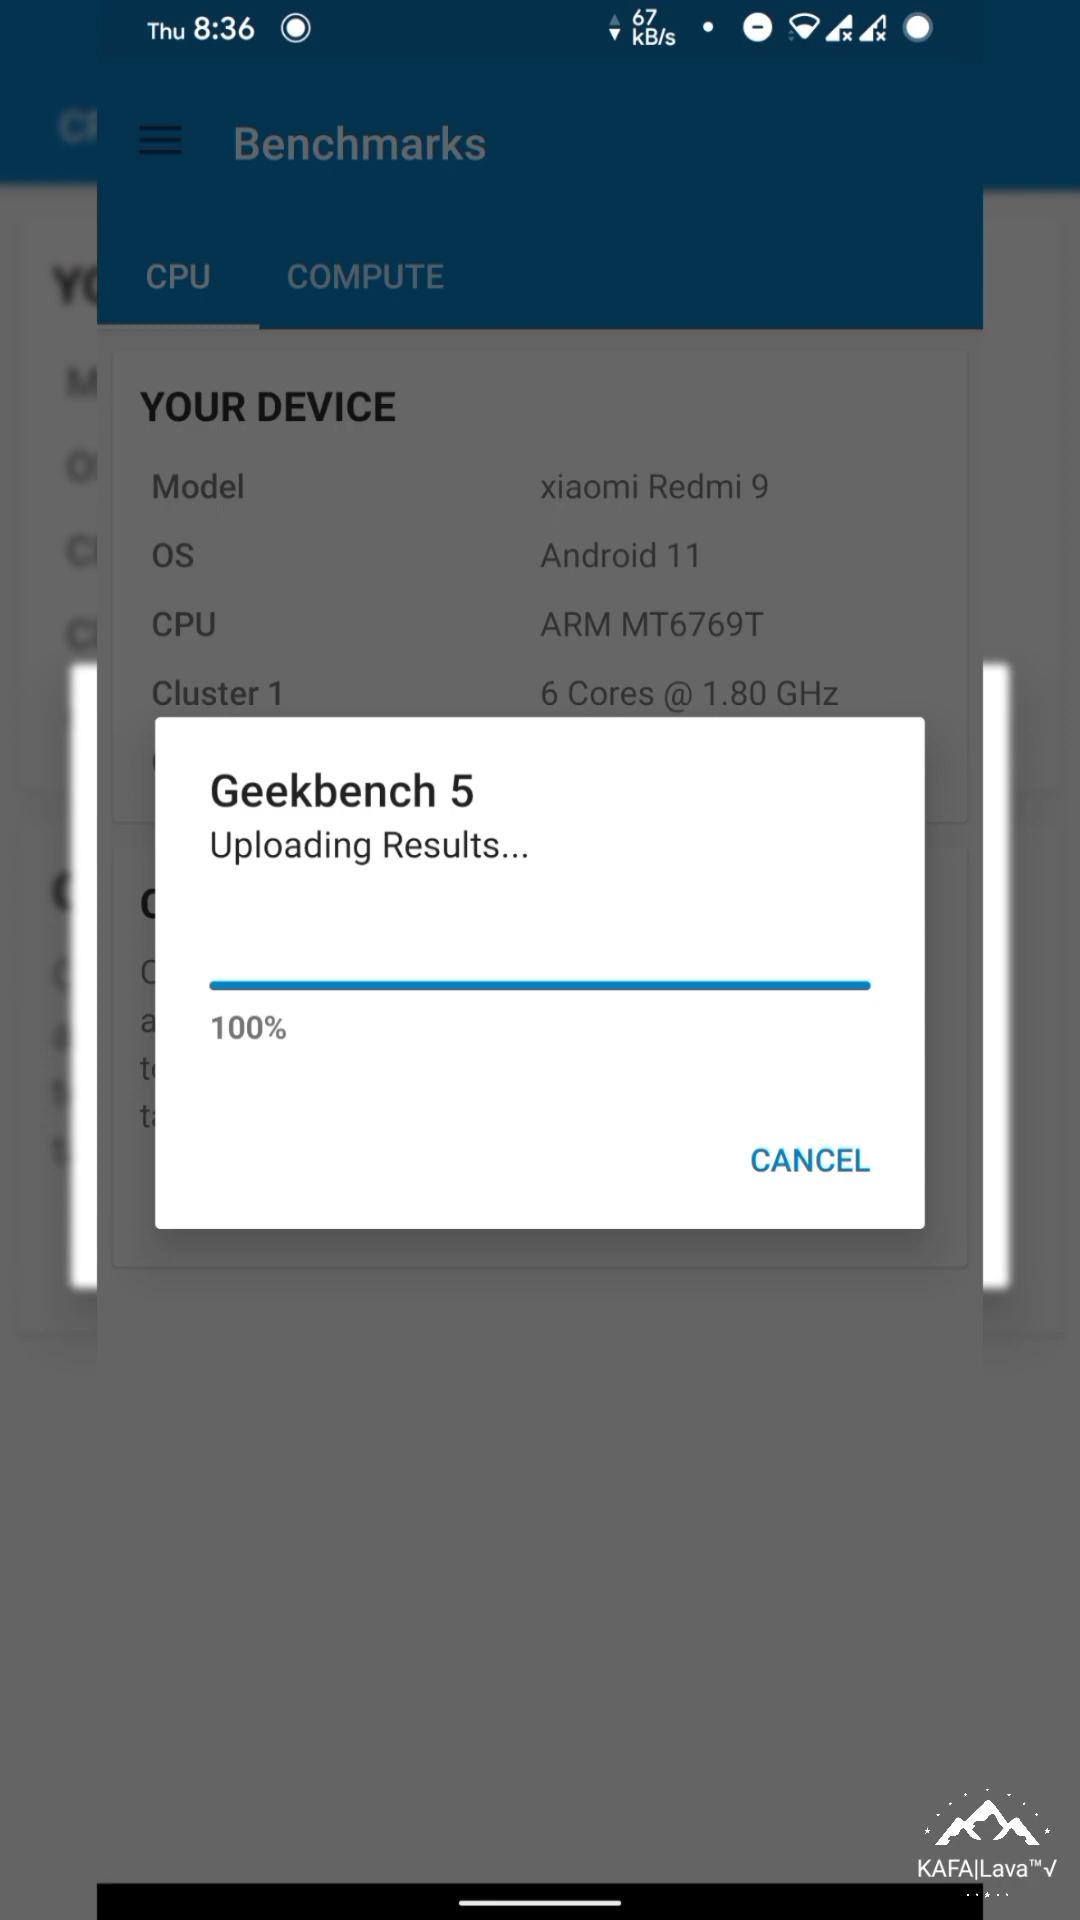 Thu 8:36
67
kB/s
Benchmarks
CPU
COMPUTE
YOUR DEVICE
Model
xiaomi Redmi 9
OS
Android 11
CPU
ARM MT6769T
Cluster 1
6 Cores @ 1.80 GHz
Geekbench 5
Uploading Results...
100%
CANCEL
KAFA|Lava™√